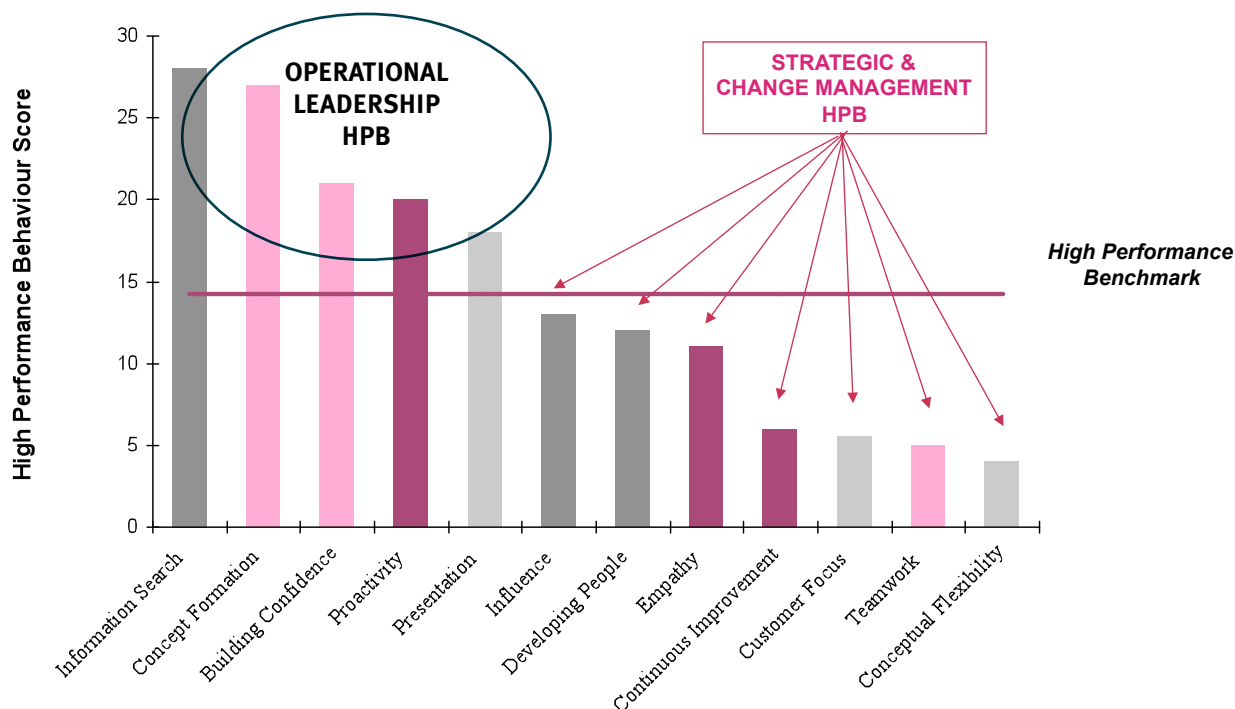 High Performance Behaviour Score
30
25
20
15
10
5
0
OPERATIONAL
LEADERSHIP
HPB
STRATEGIC &
CHANGE MANAGEMENT
HPB
High Performance
Benchmark
Information Search
Concept Formation
Building Confidence
Proactivity
Presentation
Influence
Developing People
Empathy
Continuous Improvement
Customer Focus
Teamwork
Conceptual Flexibility